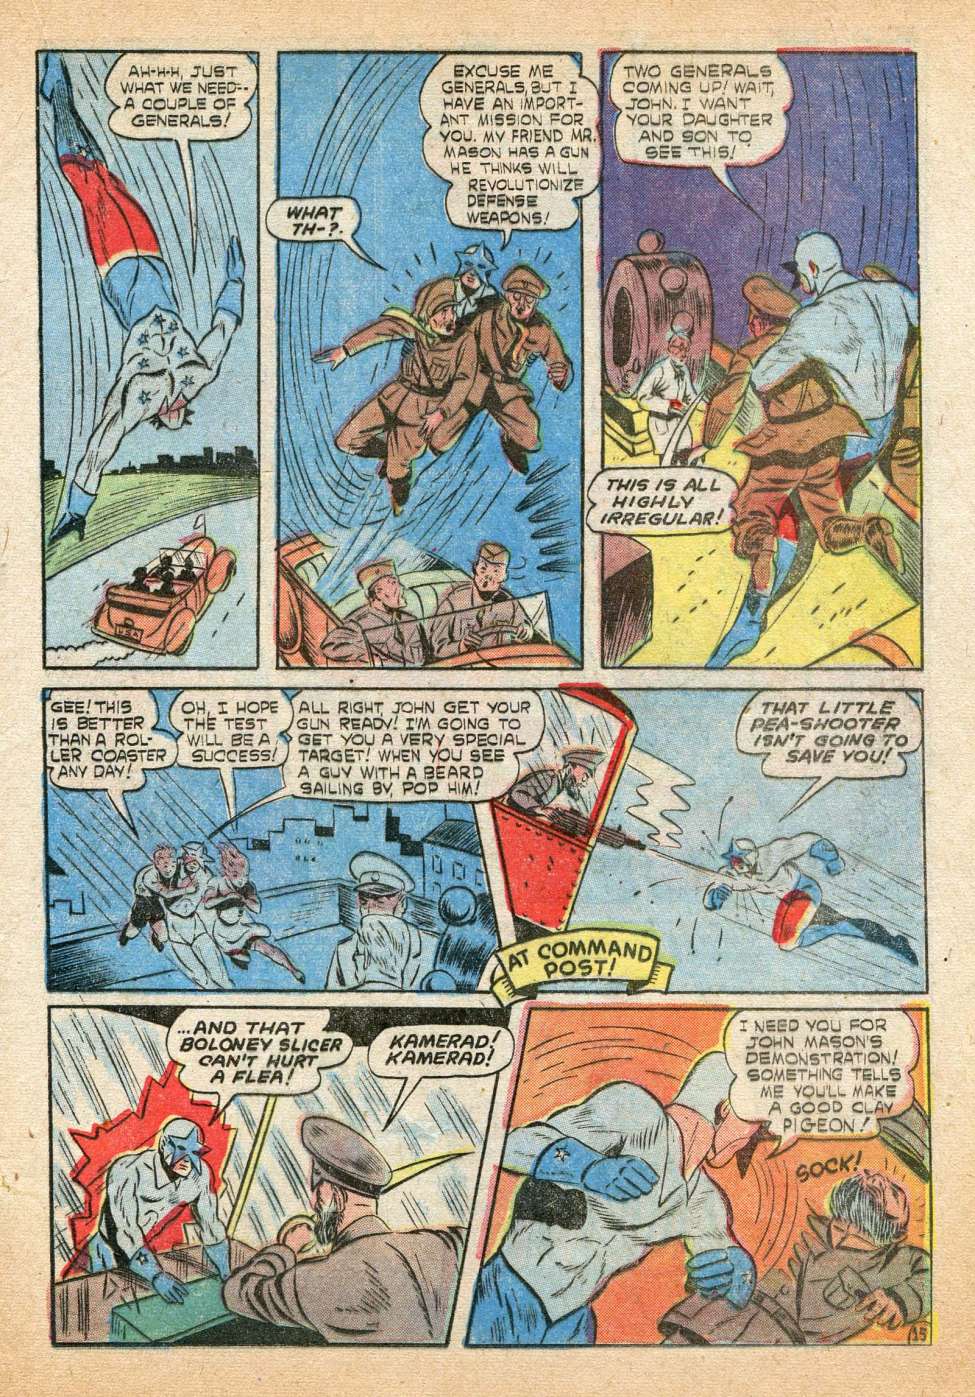 AH-H-H, JUST
WHAT WE NEED--
A COUPLE OF
GENERALS!
USA
EXCUSE ME
GENERALS, BUT I
HAVE AN IMPORT-
ANT MISSION FOR
YOU. MY FRIEND MR.
MASON HAS A GUN
HE THINKS WILL
REVOLUTIONIZE
DEFENSE
WEAPONS!
WHAT
TH-?
TWO GENERALS
COMING UP! WAIT,
JOHN. I WANT
YOUR DAUGHTER
AND SON TO
SEE THIS!
THIS IS ALL
HIGHLY
IRREGULAR!
GEE! THIS
IS BETTER
THAN A ROL-
LER COASTER
ANY DAY!
OH, I HOPE
THE TEST
WILL BE A
SUCCESS!
ALL RIGHT, JOHN GET YOUR
GUN READY! I'M GOING TO
GET YOU A VERY SPECIAL
TARGET! WHEN YOU SEE
A GUY WITH A BEARD
SAILING BY, POP HIM!
THAT LITTLE
PEA-SHOOTER
ISN'T GOING TO
SAVE YOU!
AT COMMAND
POST!
...AND THAT
BOLONEY SLICER
CAN'T HURT
A FLEA!
KAMERAD!
KAMERAD!
I NEED YOU FOR
JOHN MASON'S
DEMONSTRATION!
SOMETHING TELLS
ME YOU'LL MAKE
A GOOD CLAY
PIGEON!
SOCK!